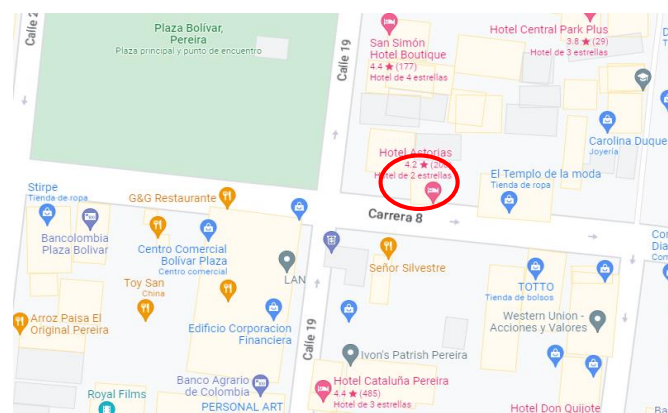 Calle 2
Plaza Bolívar,
Pereira
Plaza principal y punto de encuentro
Calle 19
San Simón
Hotel Boutique
4.4 ★ (177)
Hotel de 4 estrellas
Hotel Central Park Plus
3.8 ★ (29)
Hotel de 3 estrellas
Carolina Duque
Joyería
Hotel Astorias
4.2 ★
Hotel de 2 estrellas
El Templo de la moda
Tienda de ropa
Stirpe
Tienda de ropa
G&G Restaurante
Carrera 8
Bancolombia
Plaza Bolivar
Centro Comercial
Bolívar Plaza
Centro comercial
Señor Silvestre
LAN
Toy San
China
TOTTO
Tienda de bolsos
Western Union -
Acciones y Valores
Arroz Paisa El
Original Pereira
Edificio Corporacion
Financiera
Calle 19
Ivon's Patrish Pereira
Banco Agrario
de Colombia
Hotel Cataluña Pereira
4.4 ★ (485)
Hotel de 3 estrellas
Royal Films
PERSONAL ART
Hotel Don Quijote